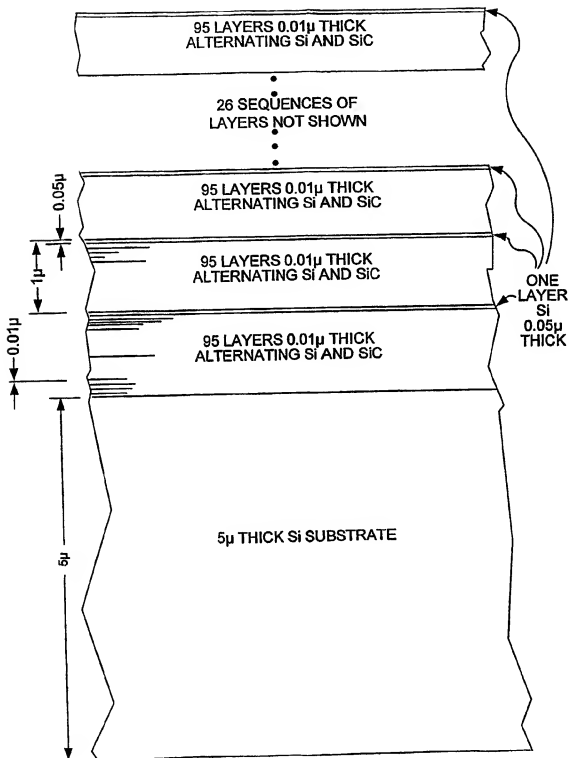 95 LAYERS 0.01µ THICK
ALTERNATING Si AND SiC
26 SEQUENCES OF
LAYERS NOT SHOWN
0.05µ
95 LAYERS 0.01µ THICK
ALTERNATING Si AND SiC
1µ
95 LAYERS 0.01µ THICK
ALTERNATING Si AND SiC
ONE
LAYER
Si
0.05µ
THICK
0.01µ
95 LAYERS 0.01µ THICK
ALTERNATING Si AND SiC
5µ
5µ THICK Si SUBSTRATE